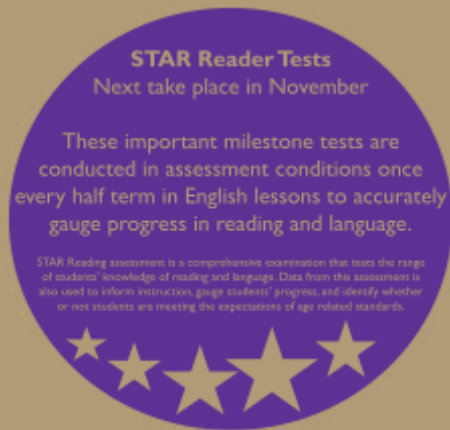 STAR Reader Tests
Next take place in November
These important milestone tests are
conducted in assessment conditions once
every half term in English lessons to accurately
gauge progress in reading and language.
STAR Reading assessment is a comprehensive examination that tests the range
of students' knowledge of reading and language. Data from this assessment is
also used to inform instruction, gauge students' progress, and identify whether
or not students are meeting the expectations of age related standards.